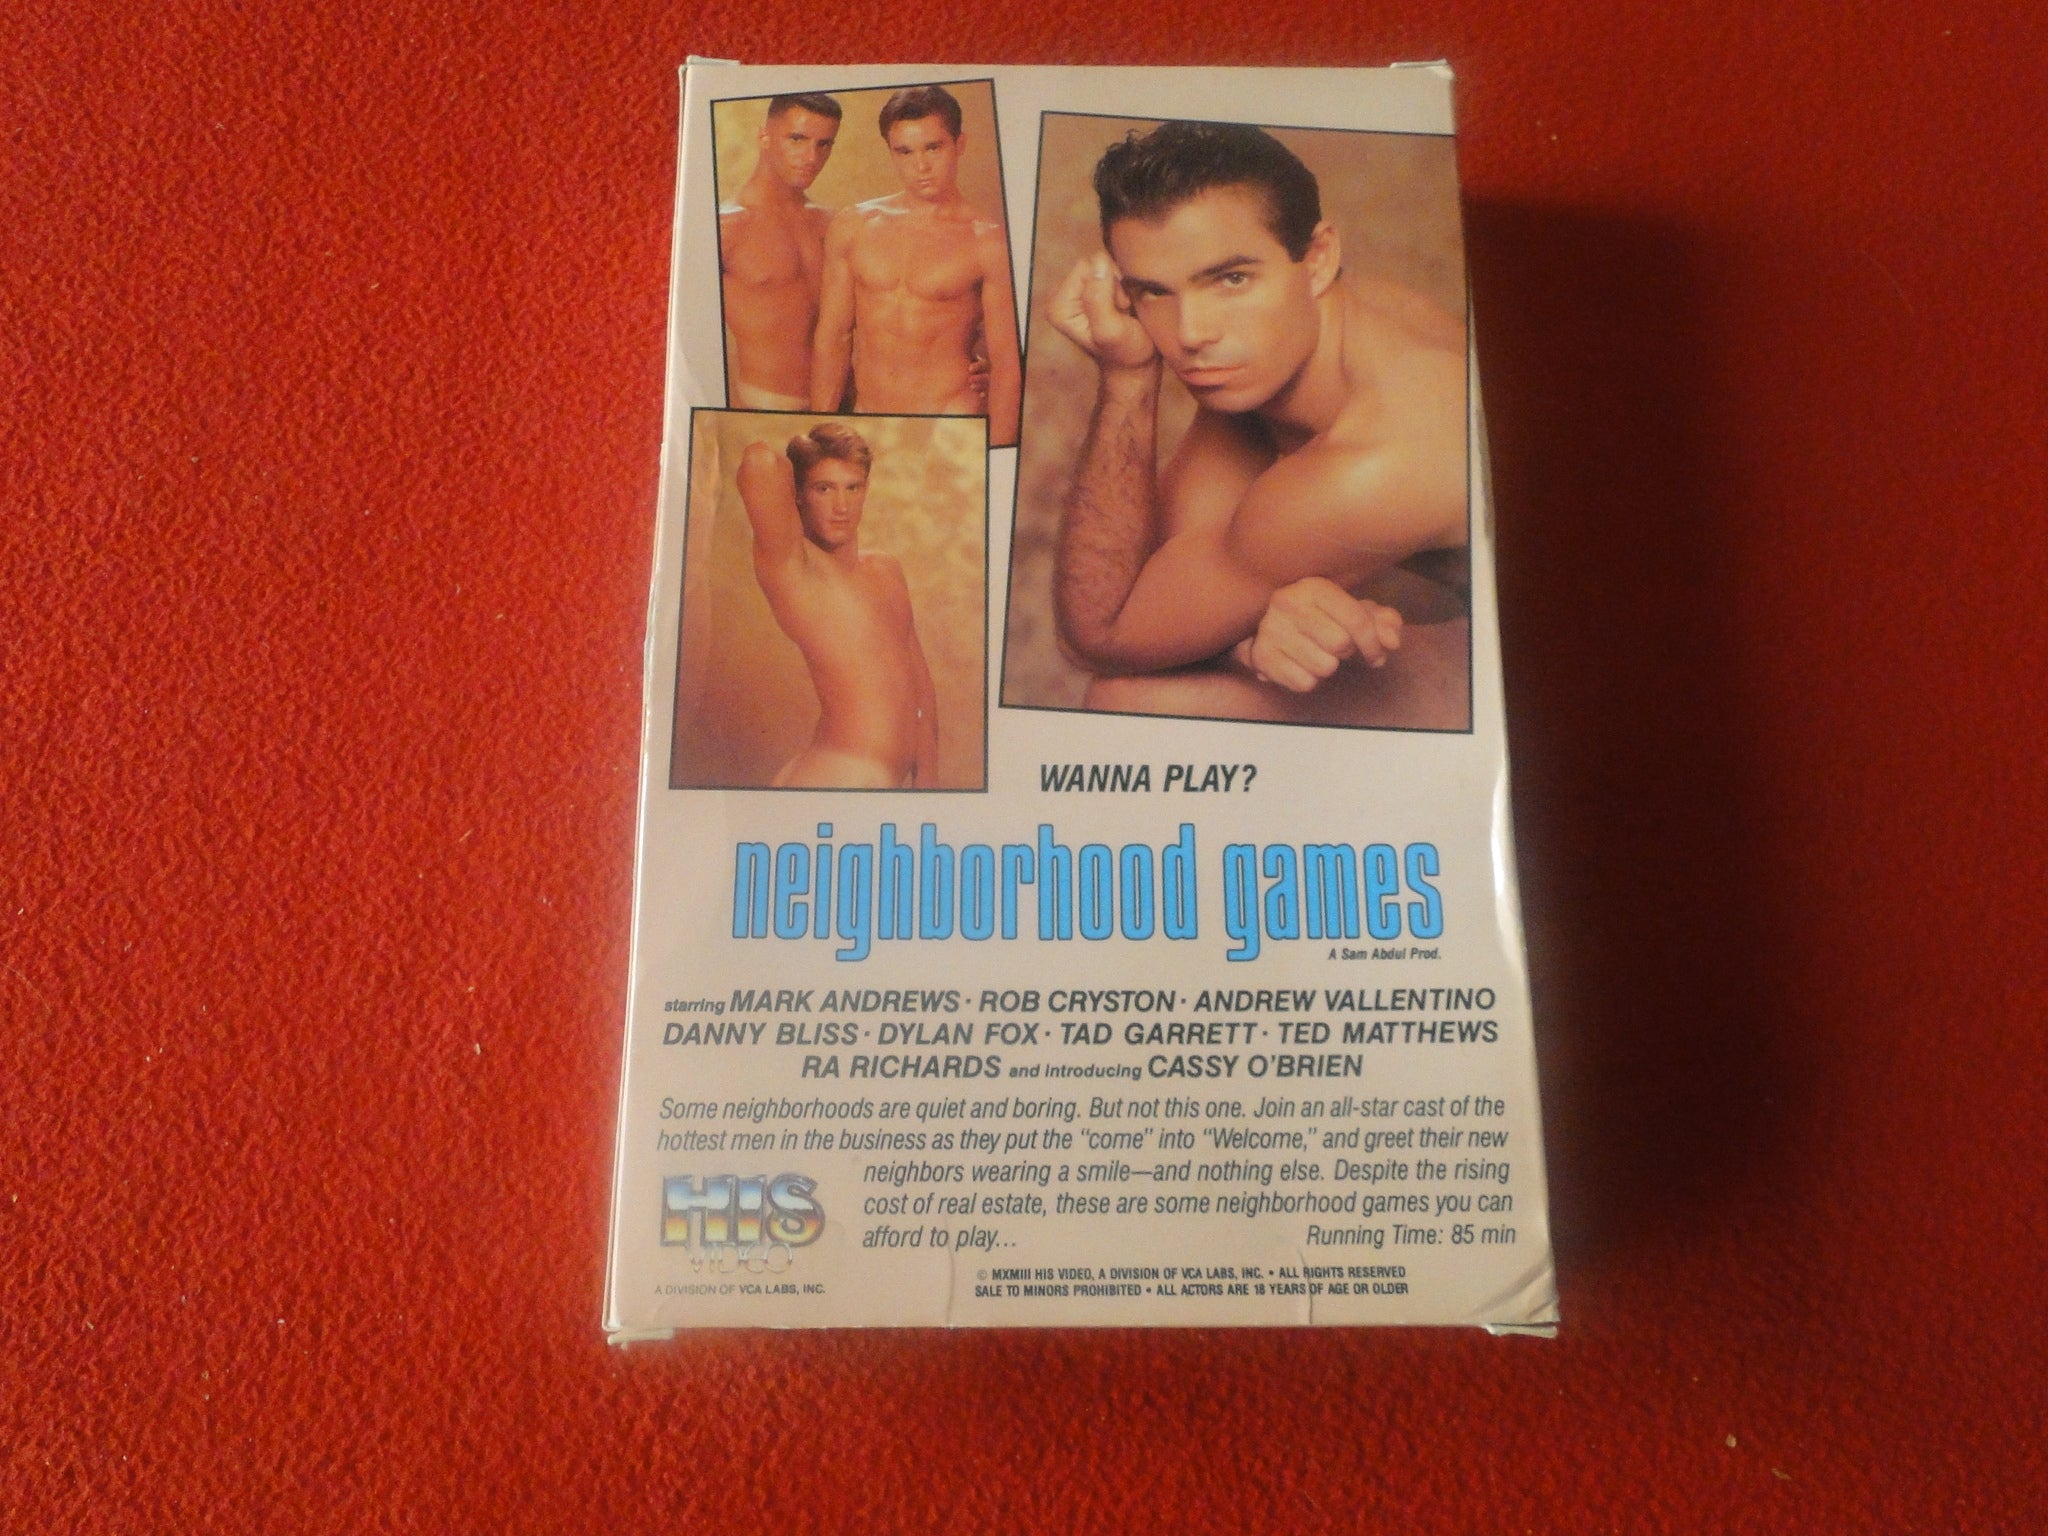 WANNA PLAY?
neighborhood games
A Sam Abdul Prod.
starring MARK ANDREWS · ROB CRYSTON · ANDREW VALLENTINO
DANNY BLISS · DYLAN FOX · TAD GARRETT · TED MATTHEWS
RA RICHARDS and introducing CASSY O'BRIEN
Some neighborhoods are quiet and boring. But not this one. Join an all-star cast of the
hottest men in the business as they put the "come" into "Welcome," and greet their new
neighbors wearing a smile—and nothing else. Despite the rising
cost of real estate, these are some neighborhood games you can
afford to play... Running Time: 85 min
HIS
VIDEO
A DIVISION OF VCA LABS, INC.
© MXMIII HIS VIDEO, A DIVISION OF VCA LABS, INC. • ALL RIGHTS RESERVED
SALE TO MINORS PROHIBITED • ALL ACTORS ARE 18 YEARS OF AGE OR OLDER